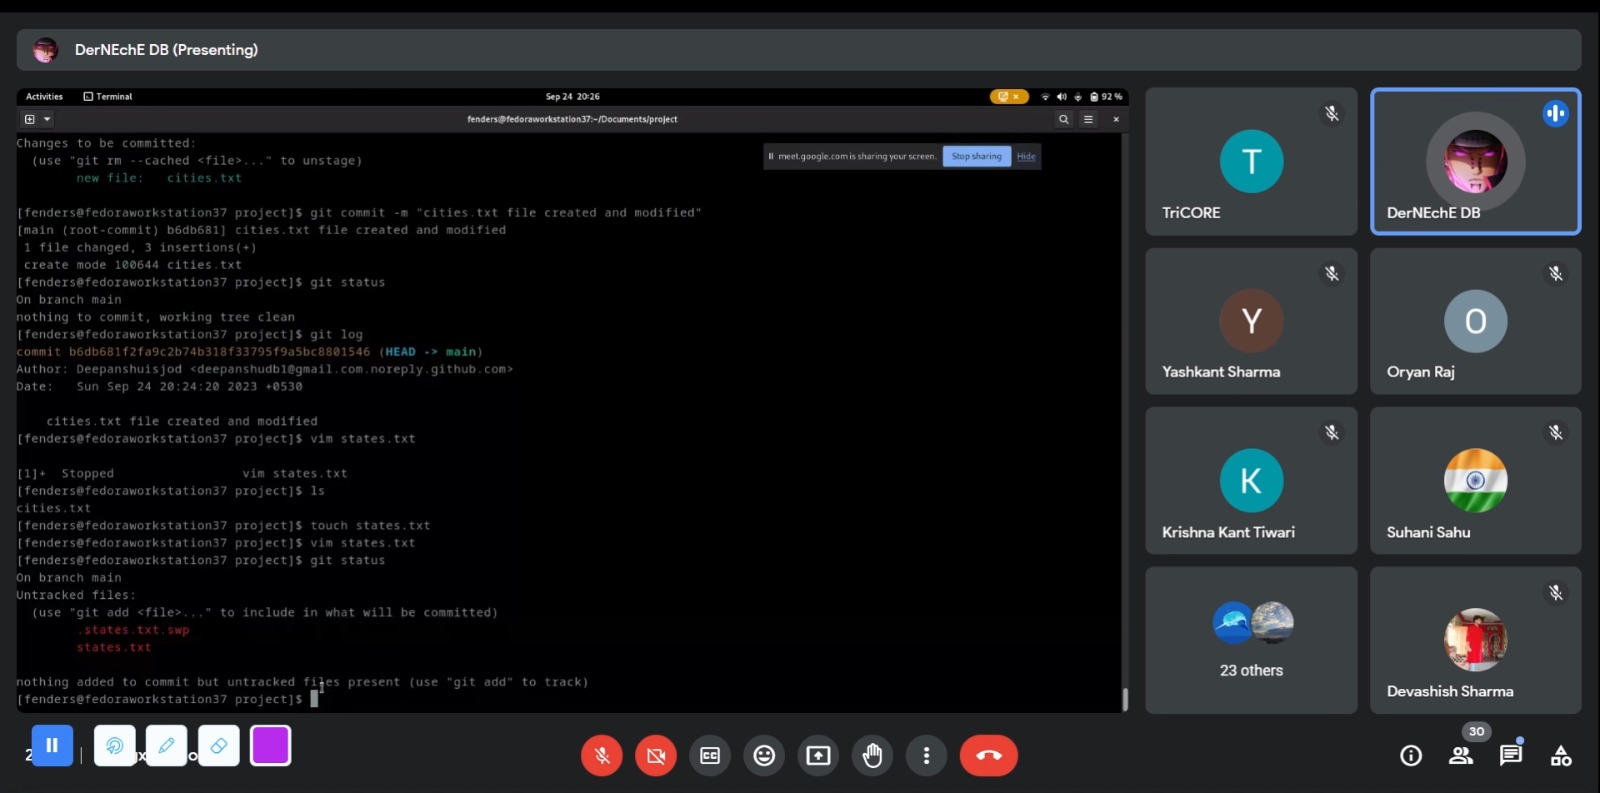 DerNEchE DB (Presenting)
Activities Terminal Sep 24 20:26 92 %
fenders@fedoraworkstation37:~/Documents/project
Changes to be committed:
(use "git rm --cached <file>..." to unstage)
new file: cities.txt
meet.google.com is sharing your screen. Stop sharing Hide
[fenders@fedoraworkstation37 project]$ git commit -m "cities.txt file created and modified"
[main (root-commit) b6db681] cities.txt file created and modified
1 file changed, 3 insertions(+)
create mode 100644 cities.txt
[fenders@fedoraworkstation37 project]$ git status
On branch main
nothing to commit, working tree clean
[fenders@fedoraworkstation37 project]$ git log
commit b6db681f2fa9c2b74b318f33795f9a5bc8801546 (HEAD -> main)
Author: Deepanshuisjod <deepanshudb1@gmail.com.noreply.github.com>
Date: Sun Sep 24 20:24:20 2023 +0530
cities.txt file created and modified
[fenders@fedoraworkstation37 project]$ vim states.txt
[1]+ Stopped vim states.txt
[fenders@fedoraworkstation37 project]$ ls
cities.txt
[fenders@fedoraworkstation37 project]$ touch states.txt
[fenders@fedoraworkstation37 project]$ vim states.txt
[fenders@fedoraworkstation37 project]$ git status
On branch main
Untracked files:
(use "git add <file>..." to include in what will be committed)
.states.txt.swp
states.txt
nothing added to commit but untracked files present (use "git add" to track)
[fenders@fedoraworkstation37 project]$
T
TriCORE
DerNEchE DB
Y
Yashkant Sharma
O
Oryan Raj
K
Krishna Kant Tiwari
Suhani Sahu
23 others
Devashish Sharma
CC
30